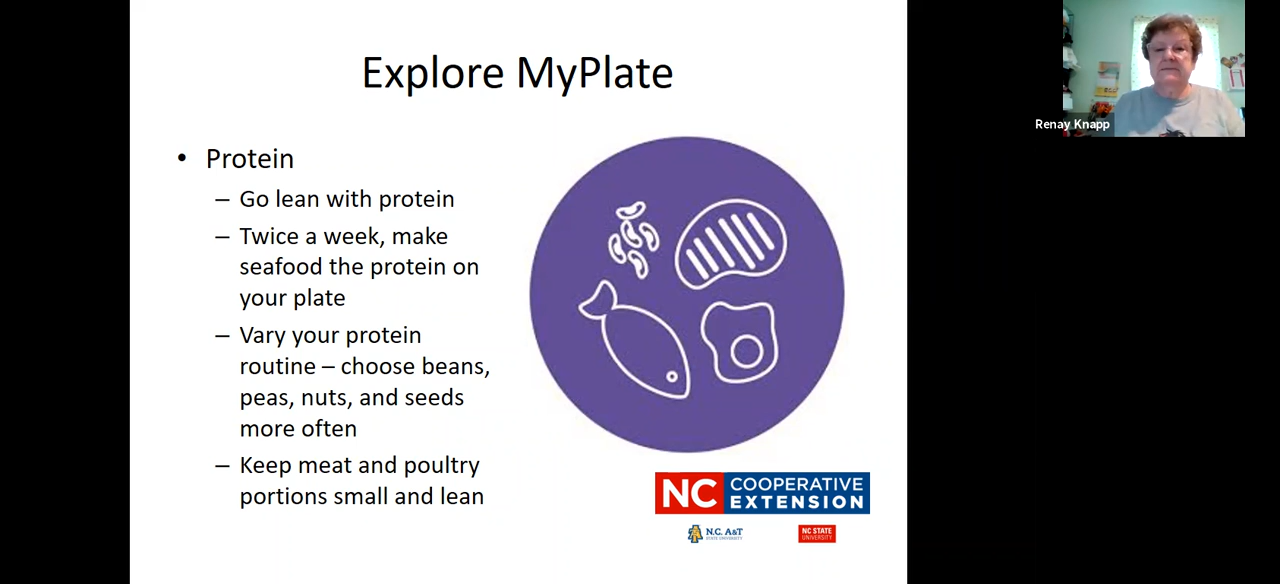 Explore MyPlate
Renay Knapp
• Protein
– Go lean with protein
– Twice a week, make
seafood the protein on
your plate
– Vary your protein
routine – choose beans,
peas, nuts, and seeds
more often
– Keep meat and poultry
portions small and lean
NC COOPERATIVE
EXTENSION
N.C. A&T
STATE UNIVERSITY
NC STATE
UNIVERSITY